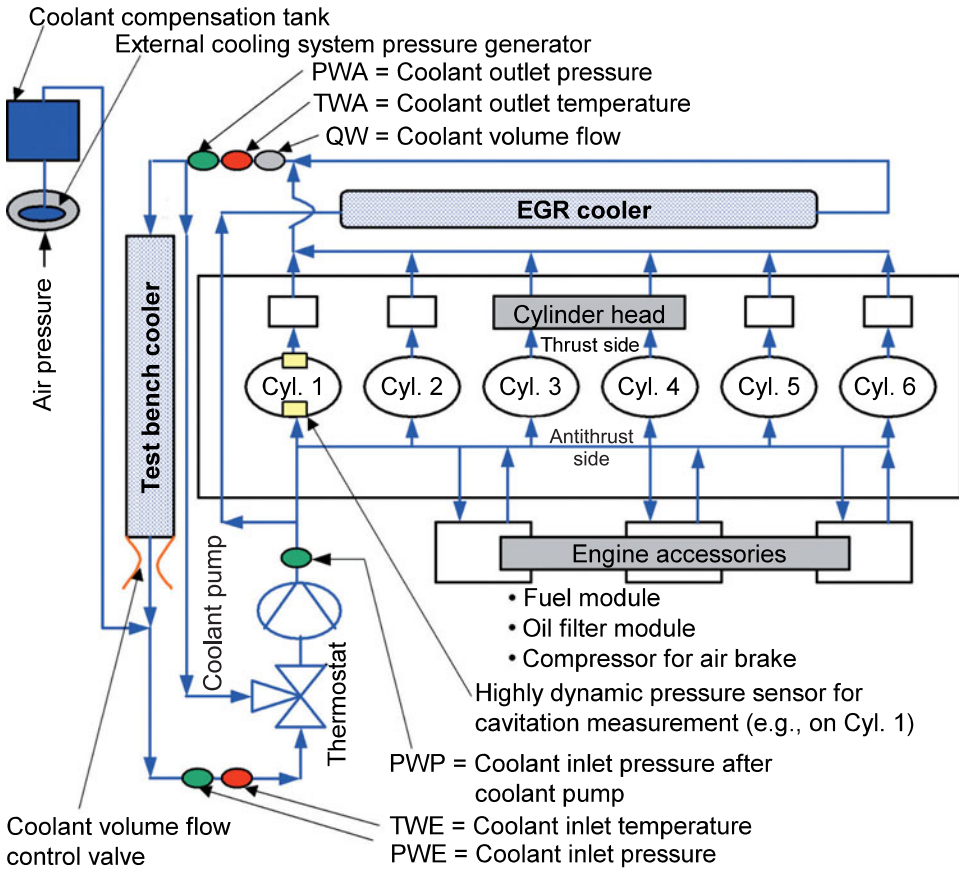 Coolant compensation tank
External cooling system pressure generator
PWA = Coolant outlet pressure
TWA = Coolant outlet temperature
QW = Coolant volume flow
EGR cooler
Air pressure
Test bench cooler
Cylinder head
Thrust side
Cyl. 1
Cyl. 2
Cyl. 3
Cyl. 4
Cyl. 5
Cyl. 6
Antithrust
side
Engine accessories
• Fuel module
• Oil filter module
• Compressor for air brake
Coolant pump
Thermostat
Highly dynamic pressure sensor for
cavitation measurement (e.g., on Cyl. 1)
PWP = Coolant inlet pressure after
coolant pump
TWE = Coolant inlet temperature
PWE = Coolant inlet pressure
Coolant volume flow
control valve